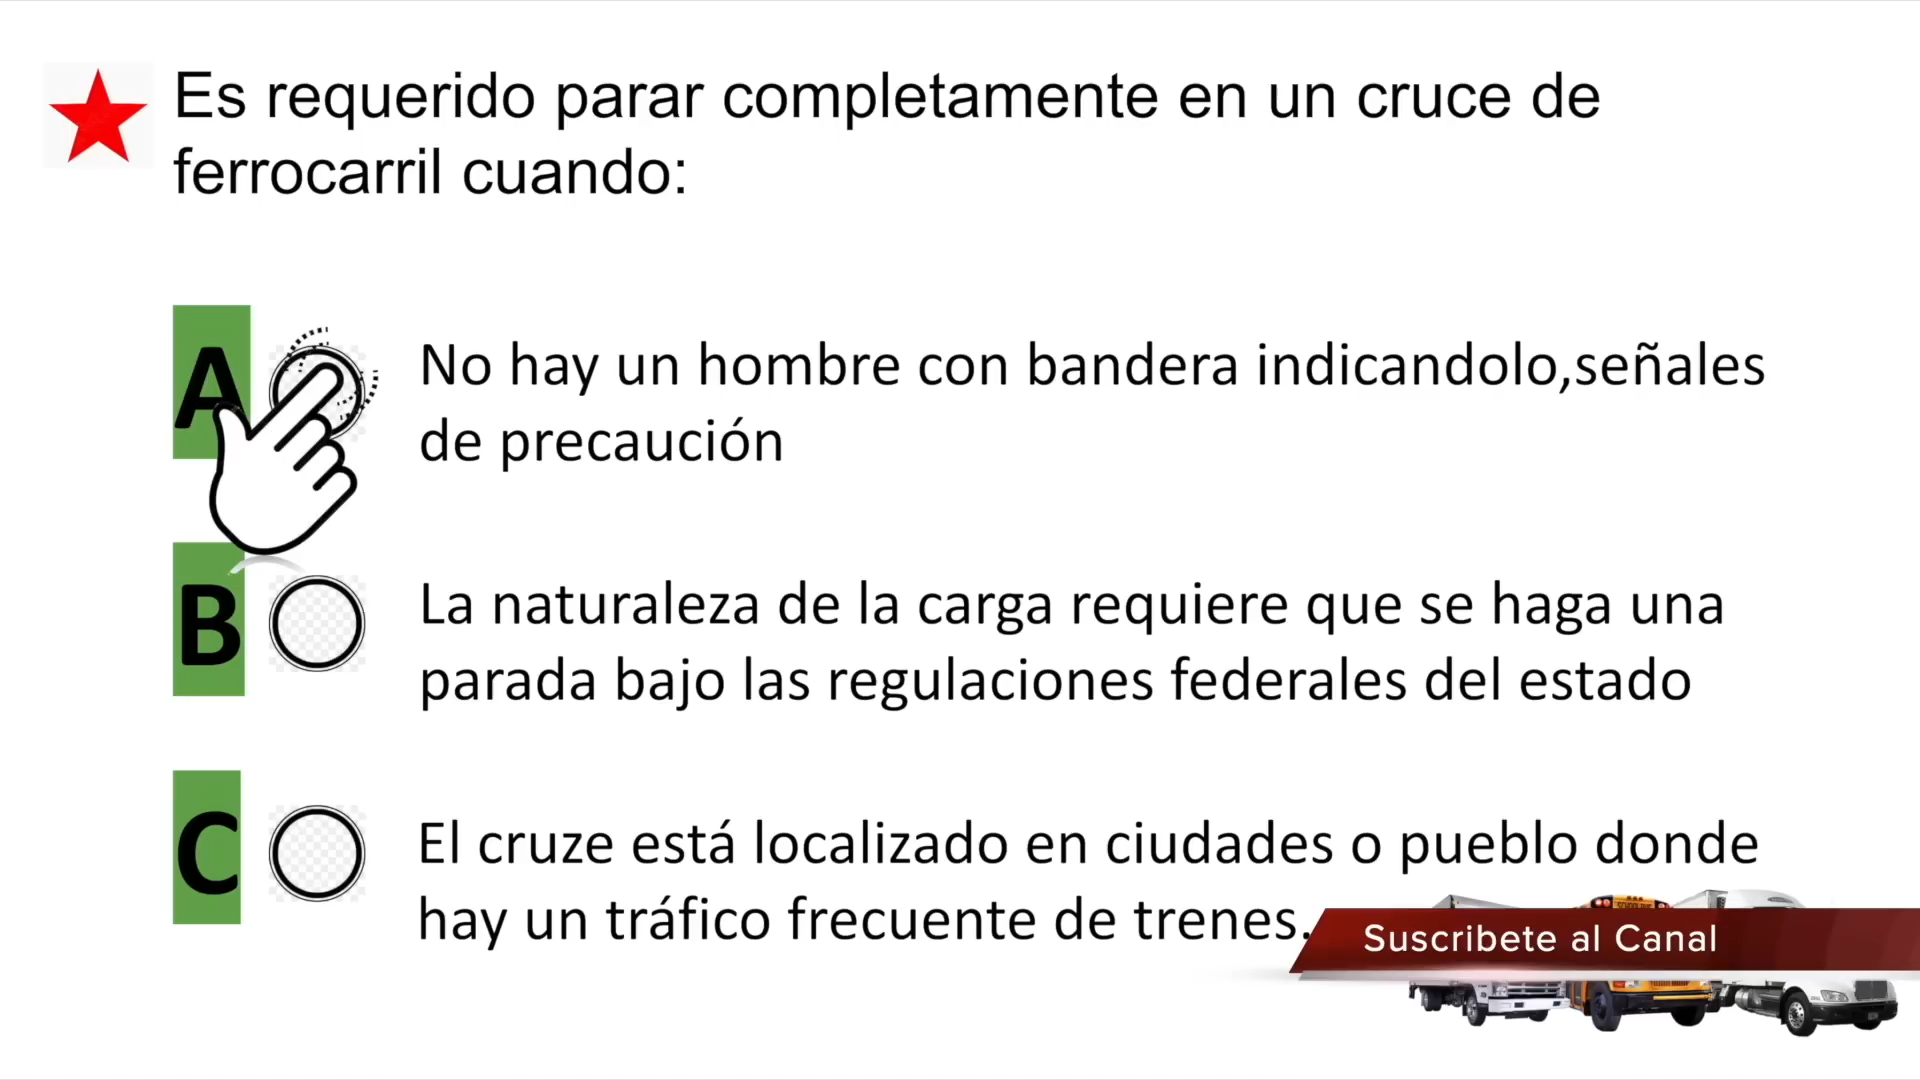 Es requerido parar completamente en un cruce de
ferrocarril cuando:
A
No hay un hombre con bandera indicandolo,señales
de precaución
B
La naturaleza de la carga requiere que se haga una
parada bajo las regulaciones federales del estado
C
El cruze está localizado en ciudades o pueblo donde
hay un tráfico frecuente de trenes.
Suscribete al Canal